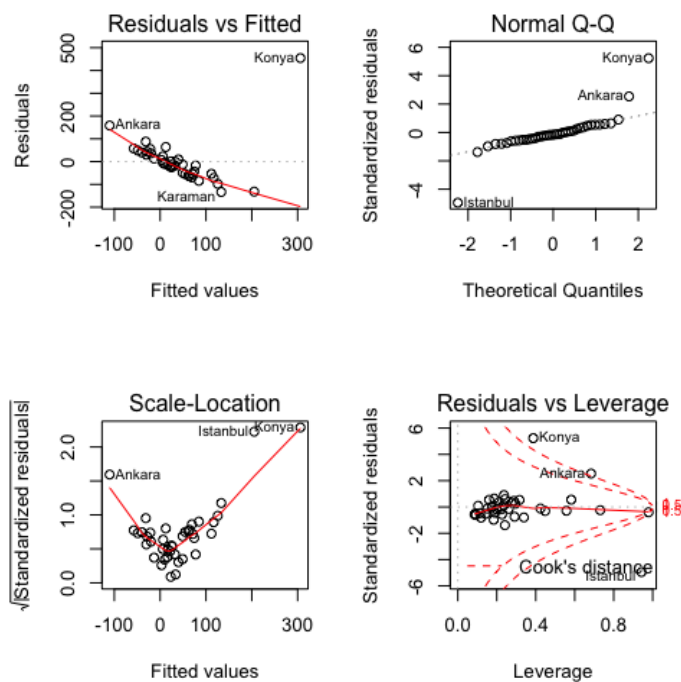 Residuals vs Fitted
Residuals
-200
0
200
500
Konya
Ankara
Karaman
-100
0
100
300
Fitted values
Normal Q-Q
Standardized residuals
-4
0
2
4
6
Konya
Ankara
Istanbul
-2
-1
0
1
2
Theoretical Quantiles
Scale-Location
√|Standardized residuals|
0.0
1.0
2.0
Istanbul
Konya
Ankara
-100
0
100
300
Fitted values
Residuals vs Leverage
Standardized residuals
-6
-2
2
6
Konya
Ankara
Cook's distance
Istanbul
0.0
0.4
0.8
Leverage